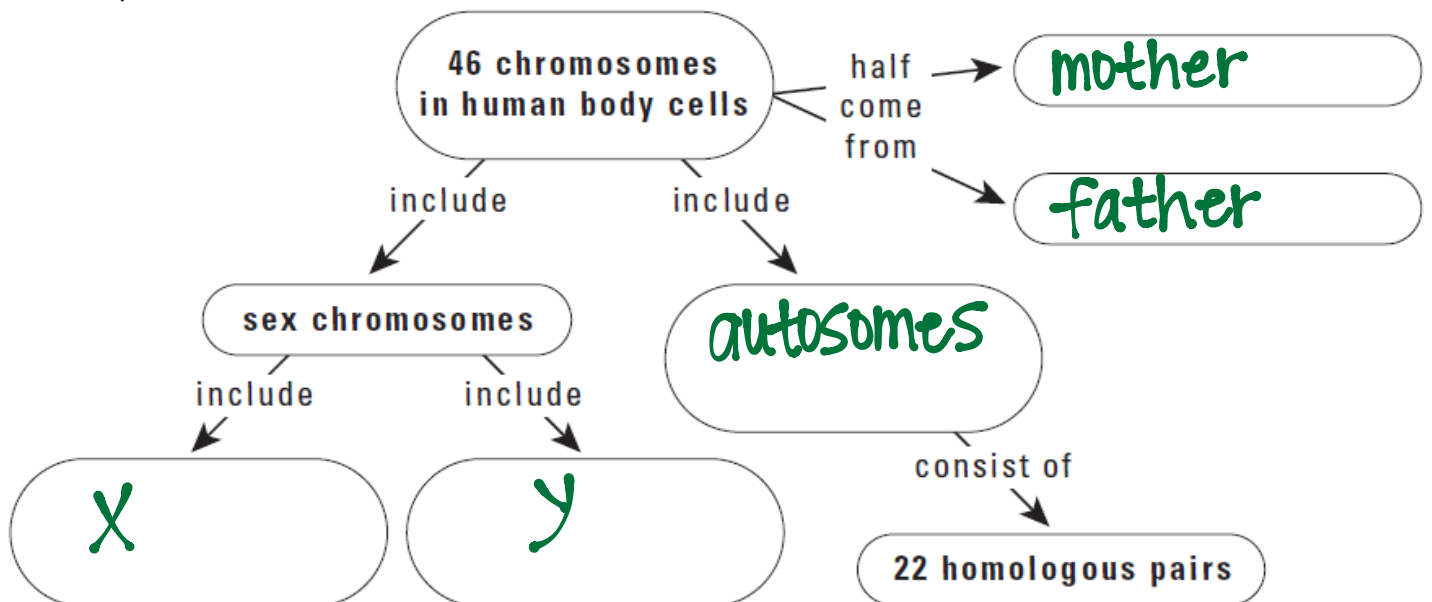 46 chromosomes
in human body cells
half
come
from
mother
father
include
include
sex chromosomes
autosomes
include
include
consist of
X
y
22 homologous pairs